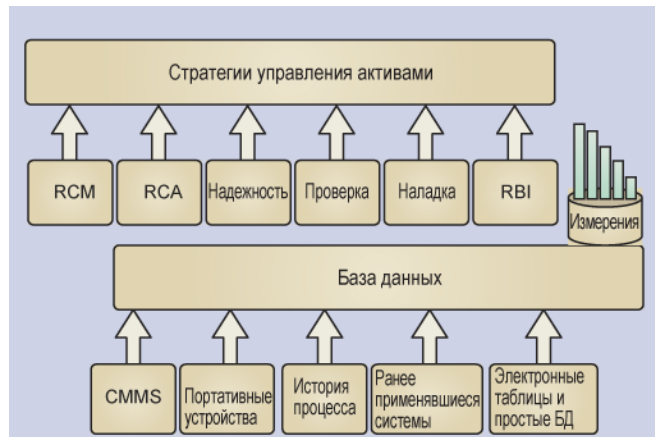 Стратегии управления активами
RCM
RCA
Надежность
Проверка
Наладка
RBI
Измерения
База данных
CMMS
Портативные
устройства
История
процесса
Ранее
применявшиеся
системы
Электронные
таблицы и
простые БД